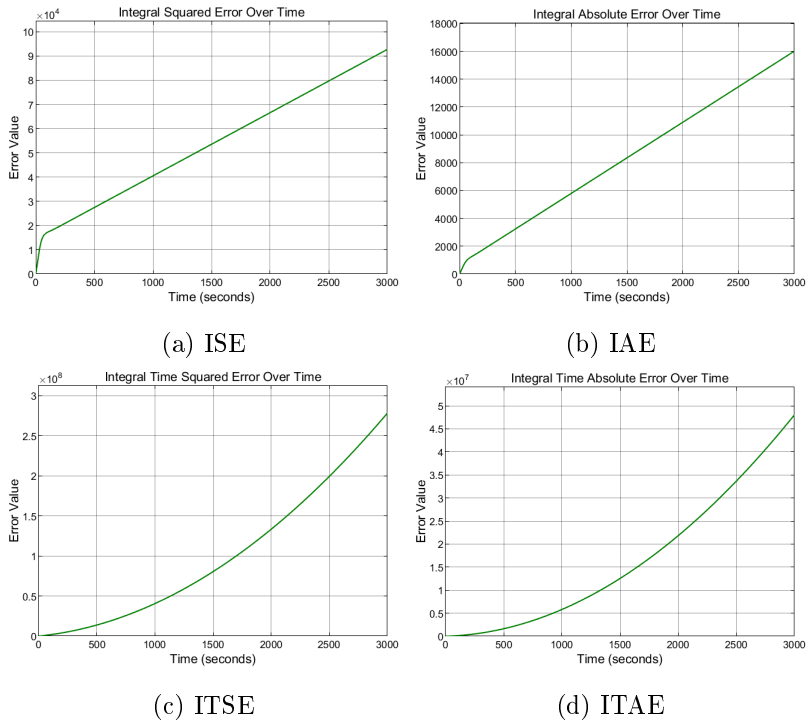 Integral Squared Error Over Time
×10⁴
10
9
8
7
6
5
4
3
2
1
0
Error Value
0 500 1000 1500 2000 2500 3000
Time (seconds)
(a) ISE
Integral Absolute Error Over Time
18000
16000
14000
12000
10000
8000
6000
4000
2000
0
Error Value
0 500 1000 1500 2000 2500 3000
Time (seconds)
(b) IAE
Integral Time Squared Error Over Time
×10⁸
3
2.5
2
1.5
1
0.5
0
Error Value
0 500 1000 1500 2000 2500 3000
Time (seconds)
(c) ITSE
Integral Time Absolute Error Over Time
×10⁷
5
4.5
4
3.5
3
2.5
2
1.5
1
0.5
0
Error Value
0 500 1000 1500 2000 2500 3000
Time (seconds)
(d) ITAE